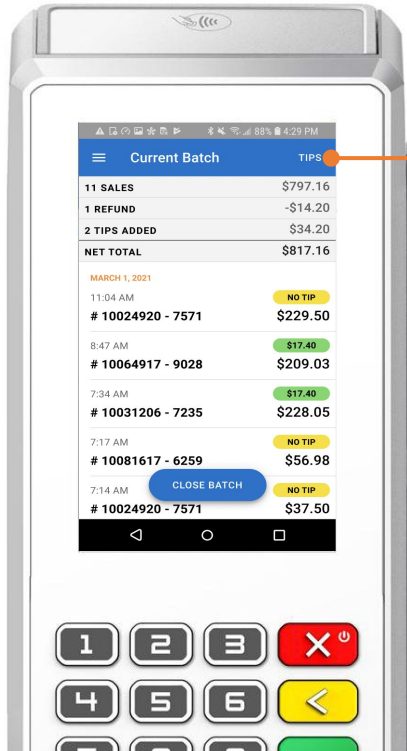 88% 4:29 PM
Current Batch TIPS
11 SALES $797.16
1 REFUND -$14.20
2 TIPS ADDED $34.20
NET TOTAL $817.16
MARCH 1, 2021
11:04 AM NO TIP
# 10024920 - 7571 $229.50
8:47 AM $17.40
# 10064917 - 9028 $209.03
7:34 AM $17.40
# 10031206 - 7235 $228.05
7:17 AM NO TIP
# 10081617 - 6259 $56.98
CLOSE BATCH
7:14 AM NO TIP
# 10024920 - 7571 $37.50
1 2 3 X
4 5 6 <